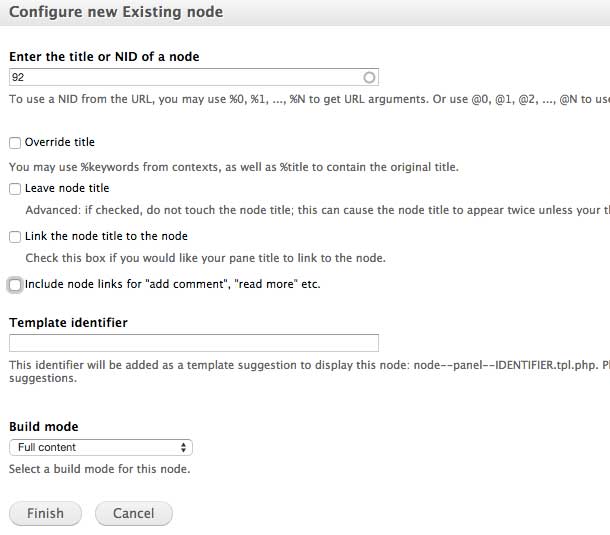 Configure new Existing node
Enter the title or NID of a node
92
To use a NID from the URL, you may use %0, %1, ..., %N to get URL arguments. Or use @0, @1, @2, ..., @N to use
Override title
You may use %keywords from contexts, as well as %title to contain the original title.
Leave node title
Advanced: if checked, do not touch the node title; this can cause the node title to appear twice unless your
Link the node title to the node
Check this box if you would like your pane title to link to the node.
Include node links for "add comment", "read more" etc.
Template identifier
This identifier will be added as a template suggestion to display this node: node--panel--IDENTIFIER.tpl.php.
suggestions.
Build mode
Full content
Select a build mode for this node.
Finish Cancel